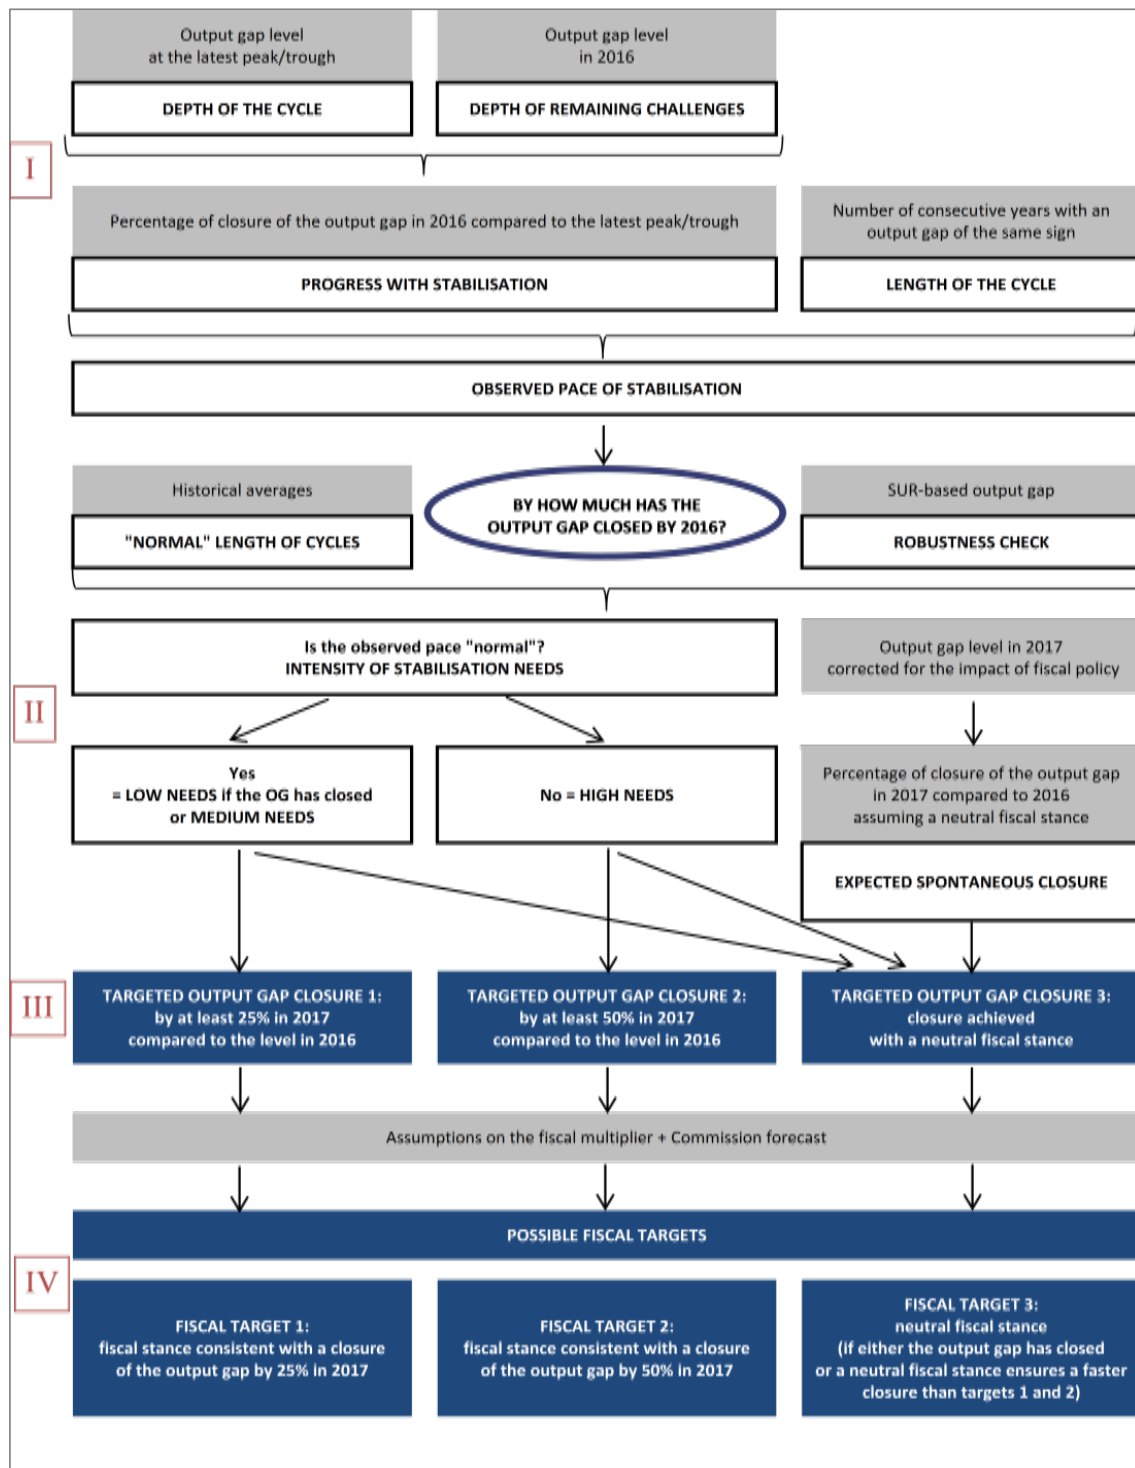 Output gap level
at the latest peak/trough
Output gap level
in 2016
DEPTH OF THE CYCLE
DEPTH OF REMAINING CHALLENGES
I
Percentage of closure of the output gap in 2016 compared to the latest peak/trough
Number of consecutive years with an
output gap of the same sign
PROGRESS WITH STABILISATION
LENGTH OF THE CYCLE
OBSERVED PACE OF STABILISATION
Historical averages
BY HOW MUCH HAS THE
OUTPUT GAP CLOSED BY 2016?
SUR-based output gap
"NORMAL" LENGTH OF CYCLES
ROBUSTNESS CHECK
Is the observed pace "normal"?
INTENSITY OF STABILISATION NEEDS
Output gap level in 2017
corrected for the impact of fiscal policy
II
Yes
= LOW NEEDS if the OG has closed
or MEDIUM NEEDS
No = HIGH NEEDS
Percentage of closure of the output gap
in 2017 compared to 2016
assuming a neutral fiscal stance
EXPECTED SPONTANEOUS CLOSURE
III
TARGETED OUTPUT GAP CLOSURE 1:
by at least 25% in 2017
compared to the level in 2016
TARGETED OUTPUT GAP CLOSURE 2:
by at least 50% in 2017
compared to the level in 2016
TARGETED OUTPUT GAP CLOSURE 3:
closure achieved
with a neutral fiscal stance
Assumptions on the fiscal multiplier + Commission forecast
POSSIBLE FISCAL TARGETS
IV
FISCAL TARGET 1:
fiscal stance consistent with a closure
of the output gap by 25% in 2017
FISCAL TARGET 2:
fiscal stance consistent with a closure
of the output gap by 50% in 2017
FISCAL TARGET 3:
neutral fiscal stance
(if either the output gap has closed
or a neutral fiscal stance ensures a faster
closure than targets 1 and 2)